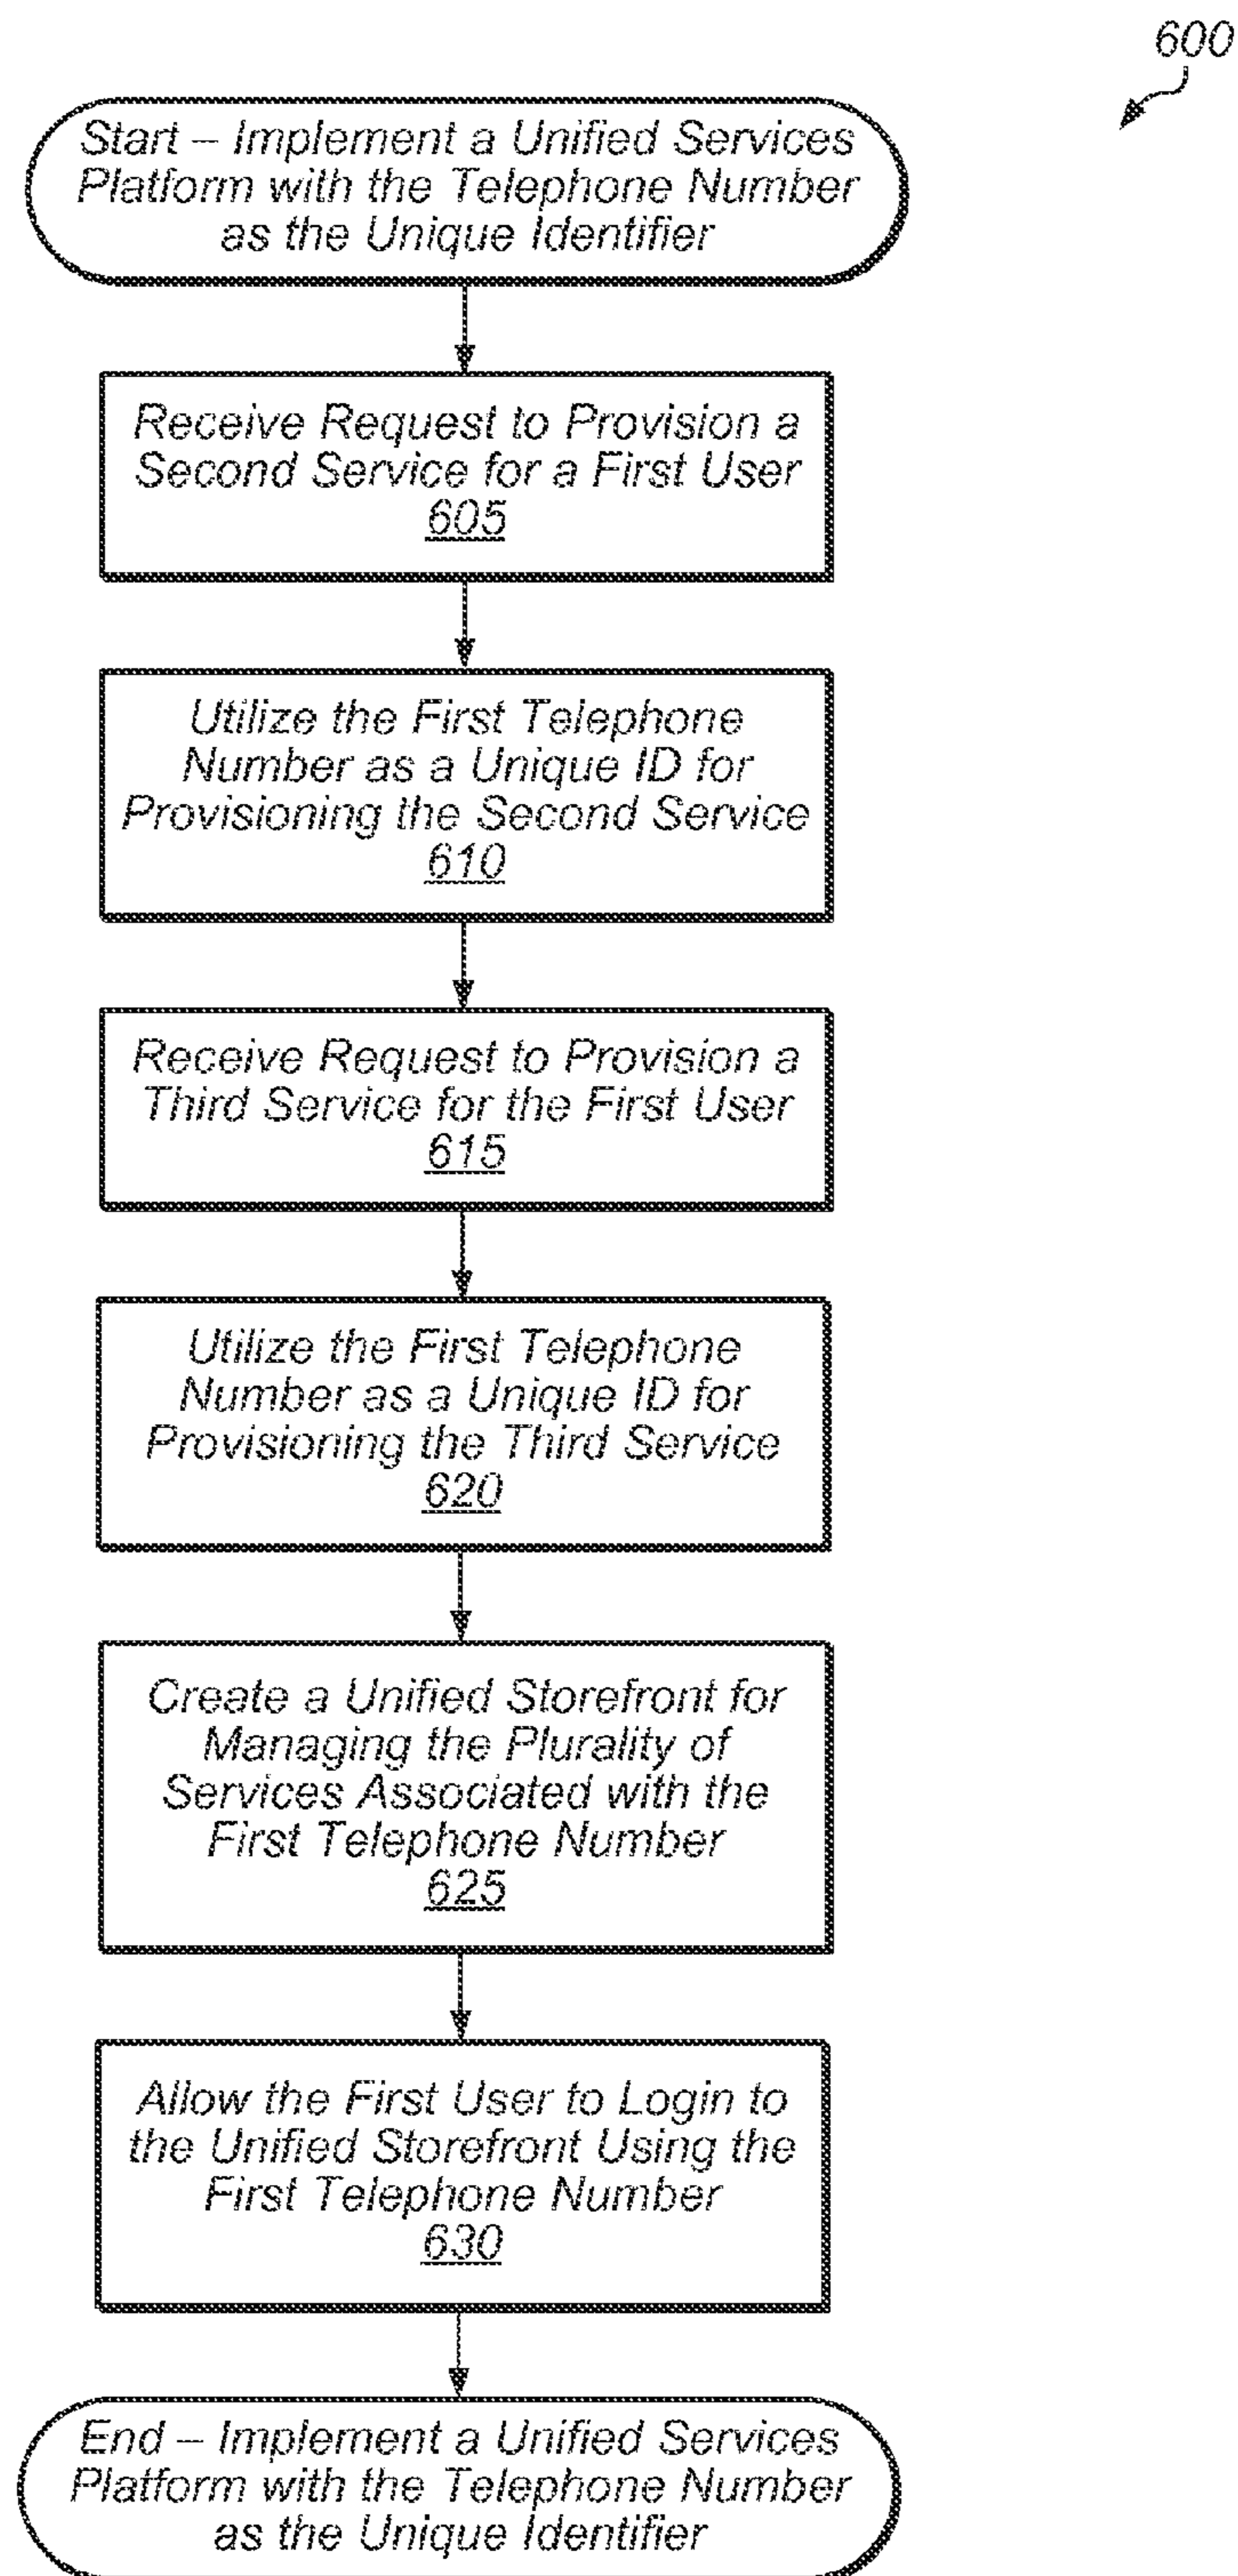 600
Start – Implement a Unified Services
Platform with the Telephone Number
as the Unique Identifier
Receive Request to Provision a
Second Service for a First User
605
Utilize the First Telephone
Number as a Unique ID for
Provisioning the Second Service
610
Receive Request to Provision a
Third Service for the First User
615
Utilize the First Telephone
Number as a Unique ID for
Provisioning the Third Service
620
Create a Unified Storefront for
Managing the Plurality of
Services Associated with the
First Telephone Number
625
Allow the First User to Login to
the Unified Storefront Using the
First Telephone Number
630
End – Implement a Unified Services
Platform with the Telephone Number
as the Unique Identifier